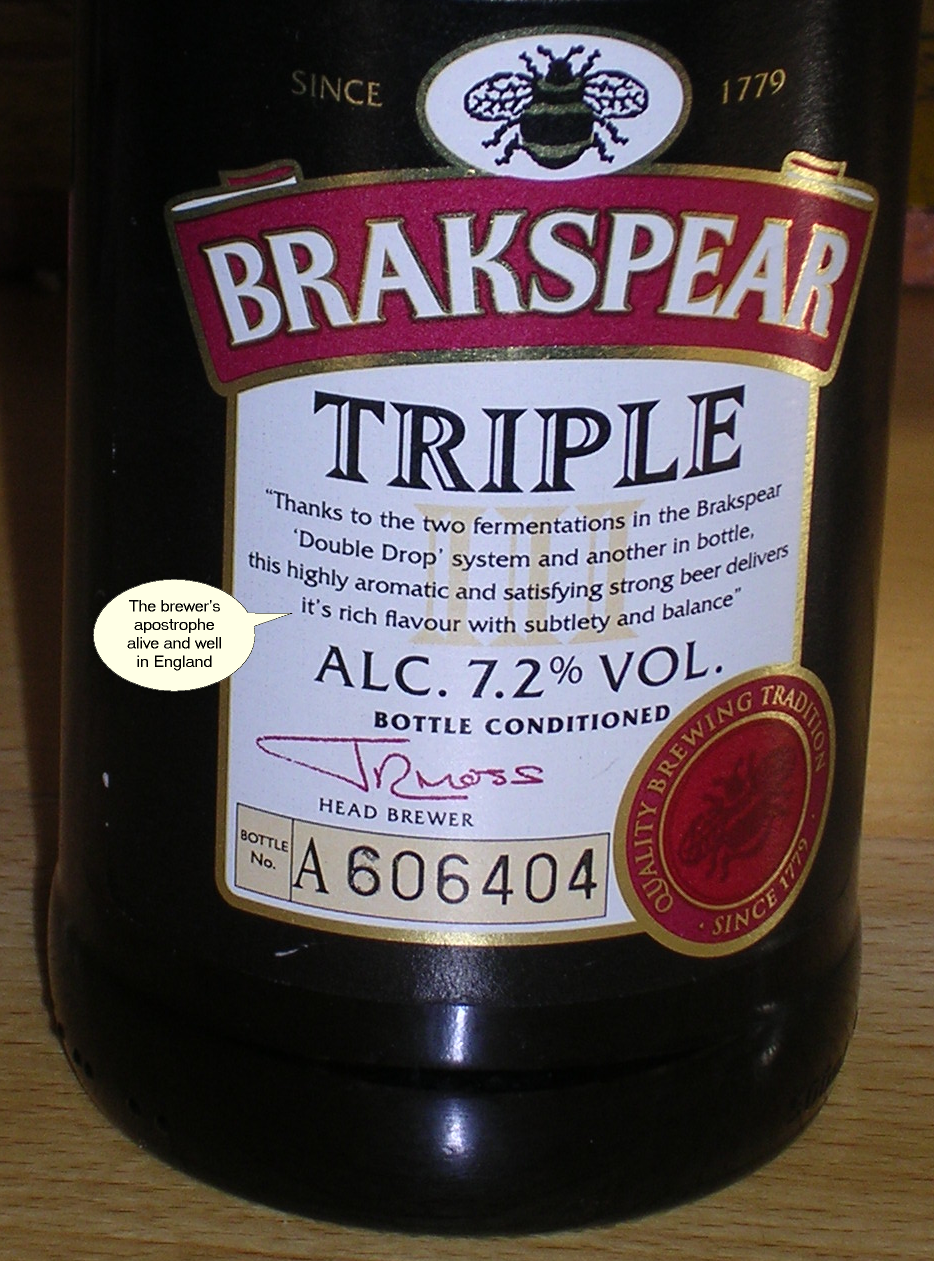 SINCE 1779
BRAKSPEAR
TRIPLE
III
“Thanks to the two fermentations in the Brakspear
‘Double Drop’ system and another in bottle,
this highly aromatic and satisfying strong beer delivers
it’s rich flavour with subtlety and balance”
The brewer's
apostrophe
alive and well
in England
ALC. 7.2% VOL.
BOTTLE CONDITIONED
JRMoss
HEAD BREWER
BOTTLE
No.
A 606404
QUALITY BREWING TRADITION
· SINCE 1779 ·